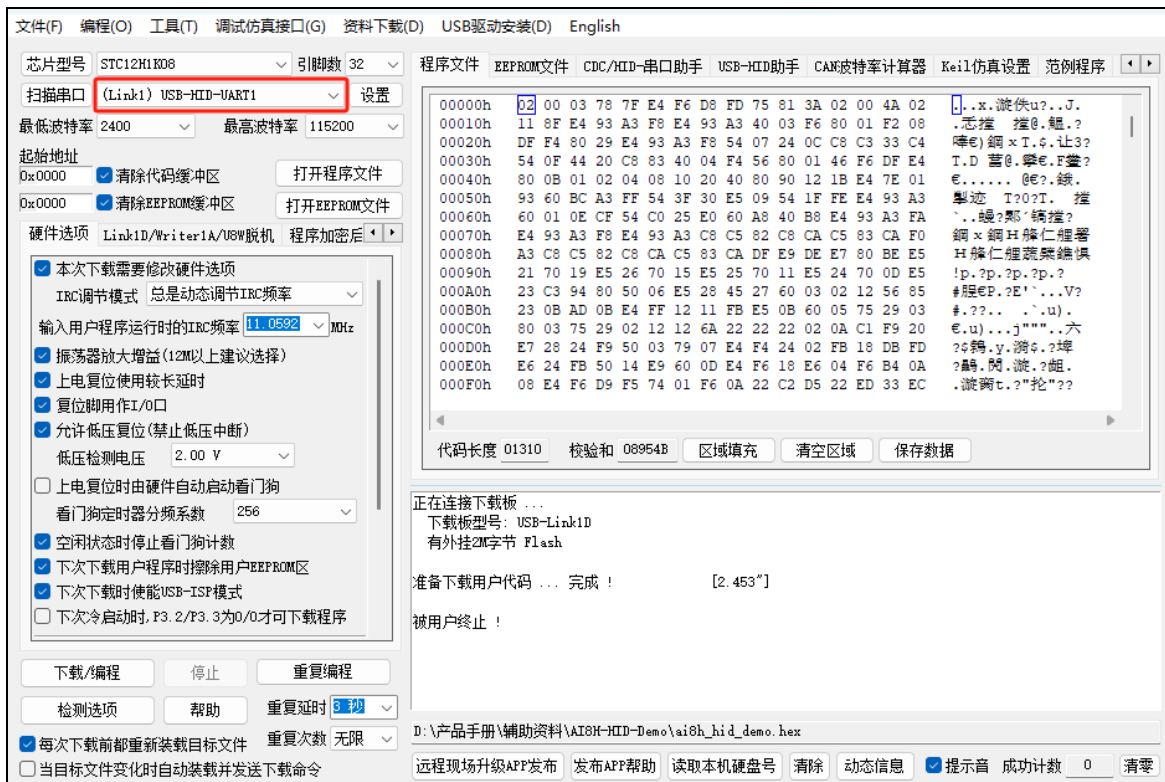 文件(F) 编程(O) 工具(T) 调试仿真接口(G) 资料下载(D) USB驱动安装(D) English
芯片型号 STC12H1K08 引脚数 32
扫描串口 (Link1) USB-HID-UART1 设置
最低波特率 2400 最高波特率 115200
起始地址
0x0000 清除代码缓冲区 打开程序文件
0x0000 清除EEPROM缓冲区 打开EEPROM文件
硬件选项 Link1D/Writer1A/U8W脱机 程序加密后
本次下载需要修改硬件选项
IRC调节模式 总是动态调节IRC频率
输入用户程序运行时的IRC频率 11.0592 MHz
振荡器放大增益(12M以上建议选择)
上电复位使用较长延时
复位脚用作I/O口
允许低压复位(禁止低压中断)
低压检测电压 2.00 V
上电复位时由硬件自动启动看门狗
看门狗定时器分频系数 256
空闲状态时停止看门狗计数
下次下载用户程序时擦除用户EEPROM区
下次下载时使能USB-ISP模式
下次冷启动时,P3.2/P3.3为0/0才可下载程序
下载/编程 停止 重复编程
检测选项 帮助 重复延时 3 秒
每次下载前都重新装载目标文件 重复次数 无限
当目标文件变化时自动装载并发送下载命令
程序文件 EEPROM文件 CDC/HID-串口助手 USB-HID助手 CAN波特率计算器 Keil仿真设置 范例程序
00000h 02 00 03 78 7F E4 F6 D8 FD 75 81 3A 02 00 4A 02
00010h 11 8F E4 93 A3 F8 E4 93 A3 40 03 F6 80 01 F2 08
00020h DF F4 80 29 E4 93 A3 F8 54 07 24 0C C8 C3 33 C4
00030h 54 0F 44 20 C8 83 40 04 F4 56 80 01 46 F6 DF E4
00040h 80 0B 01 02 04 08 10 20 40 80 90 12 1B E4 7E 01
00050h 93 60 BC A3 FF 54 3F 30 E5 09 54 1F FE E4 93 A3
00060h 60 01 0E CF 54 C0 25 E0 60 A8 40 B8 E4 93 A3 FA
00070h E4 93 A3 F8 E4 93 A3 C8 C5 82 C8 CA C5 83 CA F0
00080h A3 C8 C5 82 C8 CA C5 83 CA DF E9 DE E7 80 BE E5
00090h 21 70 19 E5 26 70 15 E5 25 70 11 E5 24 70 0D E5 !p.?p.?p.?p.?
000A0h 23 C3 94 80 50 06 E5 28 45 27 60 03 02 12 56 85
000B0h 23 0B AD 0B E4 FF 12 11 FB E5 0B 60 05 75 29 03
000C0h 80 03 75 29 02 12 12 6A 22 22 22 02 0A C1 F9 20 €.u)...j"""..六
000D0h E7 28 24 F9 50 03 79 07 E4 F4 24 02 FB 18 DB FD
000E0h E6 24 FB 50 14 E9 60 0D E4 F6 18 E6 04 F6 B4 0A
000F0h 08 E4 F6 D9 F5 74 01 F6 0A 22 C2 D5 22 ED 33 EC
代码长度 01310 校验和 08954B 区域填充 清空区域 保存数据
正在连接下载板 ...
下载板型号: USB-Link1D
有外挂2M字节 Flash
准备下载用户代码 ... 完成 ! [2.453"]
被用户终止 !
D:\产品手册\辅助资料\AI8H-HID-Demo\ai8h_hid_demo.hex
远程现场升级APP发布 发布APP帮助 读取本机硬盘号 清除 动态信息 提示音 成功计数 0 清零